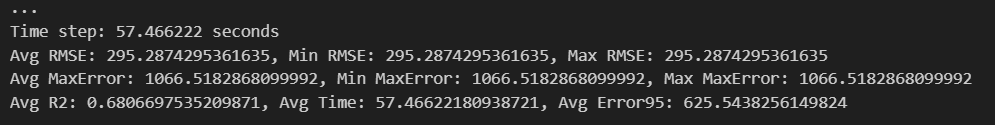 ...
Time step: 57.466222 seconds
Avg RMSE: 295.2874295361635, Min RMSE: 295.2874295361635, Max RMSE: 295.2874295361635
Avg MaxError: 1066.5182868099992, Min MaxError: 1066.5182868099992, Max MaxError: 1066.5182868099992
Avg R2: 0.6806697535209871, Avg Time: 57.46622180938721, Avg Error95: 625.5438256149824